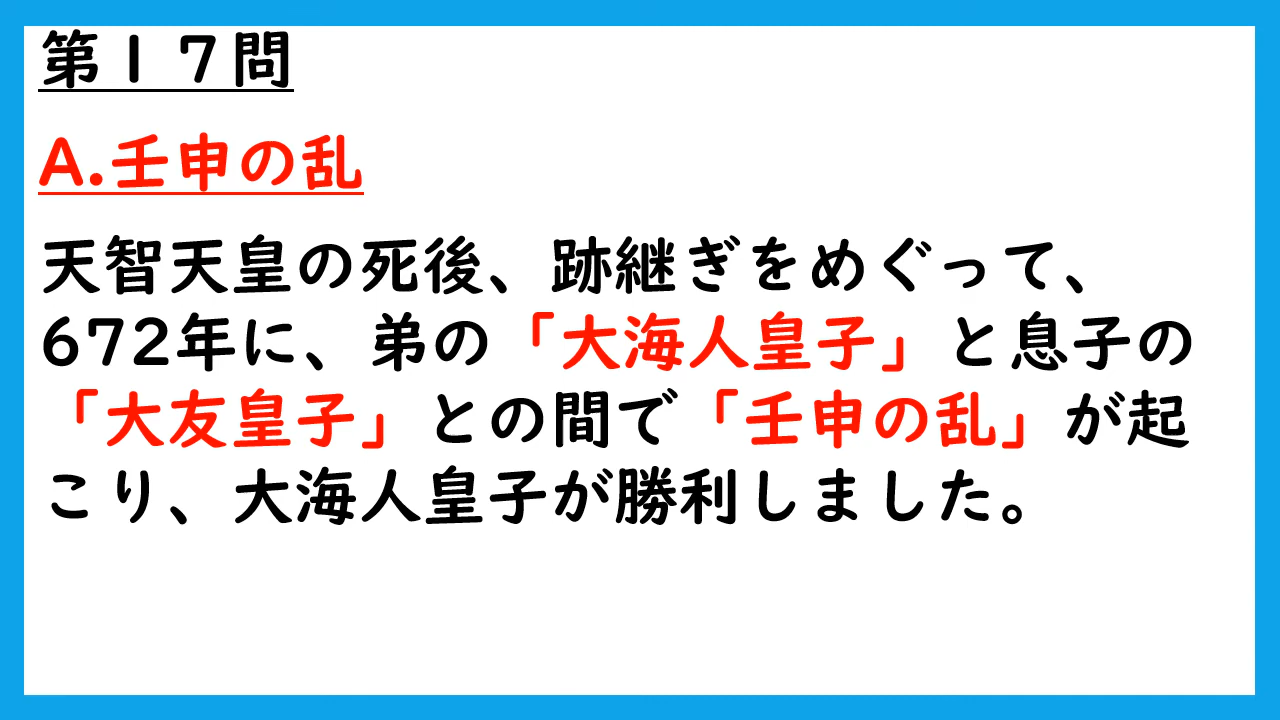 第１７問
A.壬申の乱
天智天皇の死後、跡継ぎをめぐって、
672年に、弟の「大海人皇子」と息子の
「大友皇子」との間で「壬申の乱」が起
こり、大海人皇子が勝利しました。